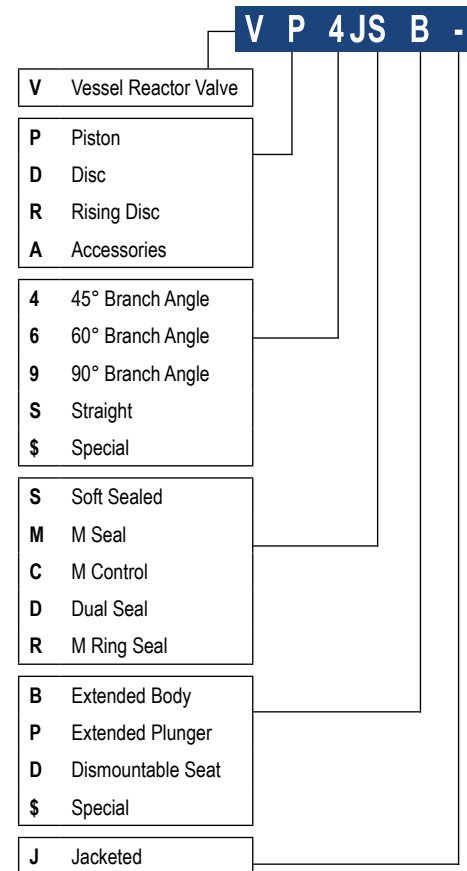 V P 4JS B -
V Vessel Reactor Valve
P Piston
D Disc
R Rising Disc
A Accessories
4 45° Branch Angle
6 60° Branch Angle
9 90° Branch Angle
S Straight
$ Special
S Soft Sealed
M M Seal
C M Control
D Dual Seal
R M Ring Seal
B Extended Body
P Extended Plunger
D Dismountable Seat
$ Special
J Jacketed